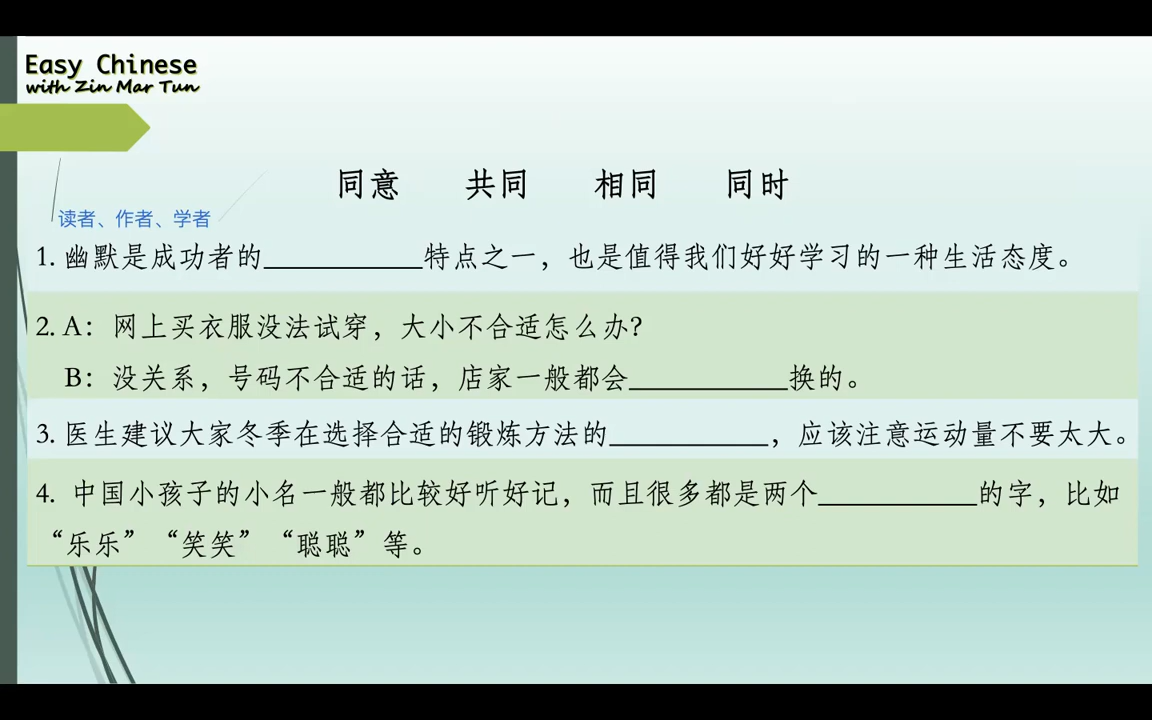 Easy Chinese
with Zin Mar Tun
同意 共同 相同 同时
读者、作者、学者
1. 幽默是成功者的___________特点之一，也是值得我们好好学习的一种生活态度。
2. A：网上买衣服没法试穿，大小不合适怎么办？
B：没关系，号码不合适的话，店家一般都会___________换的。
3. 医生建议大家冬季在选择合适的锻炼方法的___________，应该注意运动量不要太大。
4. 中国小孩子的小名一般都比较好听好记，而且很多都是两个___________的字，比如
“乐乐”“笑笑”“聪聪”等。